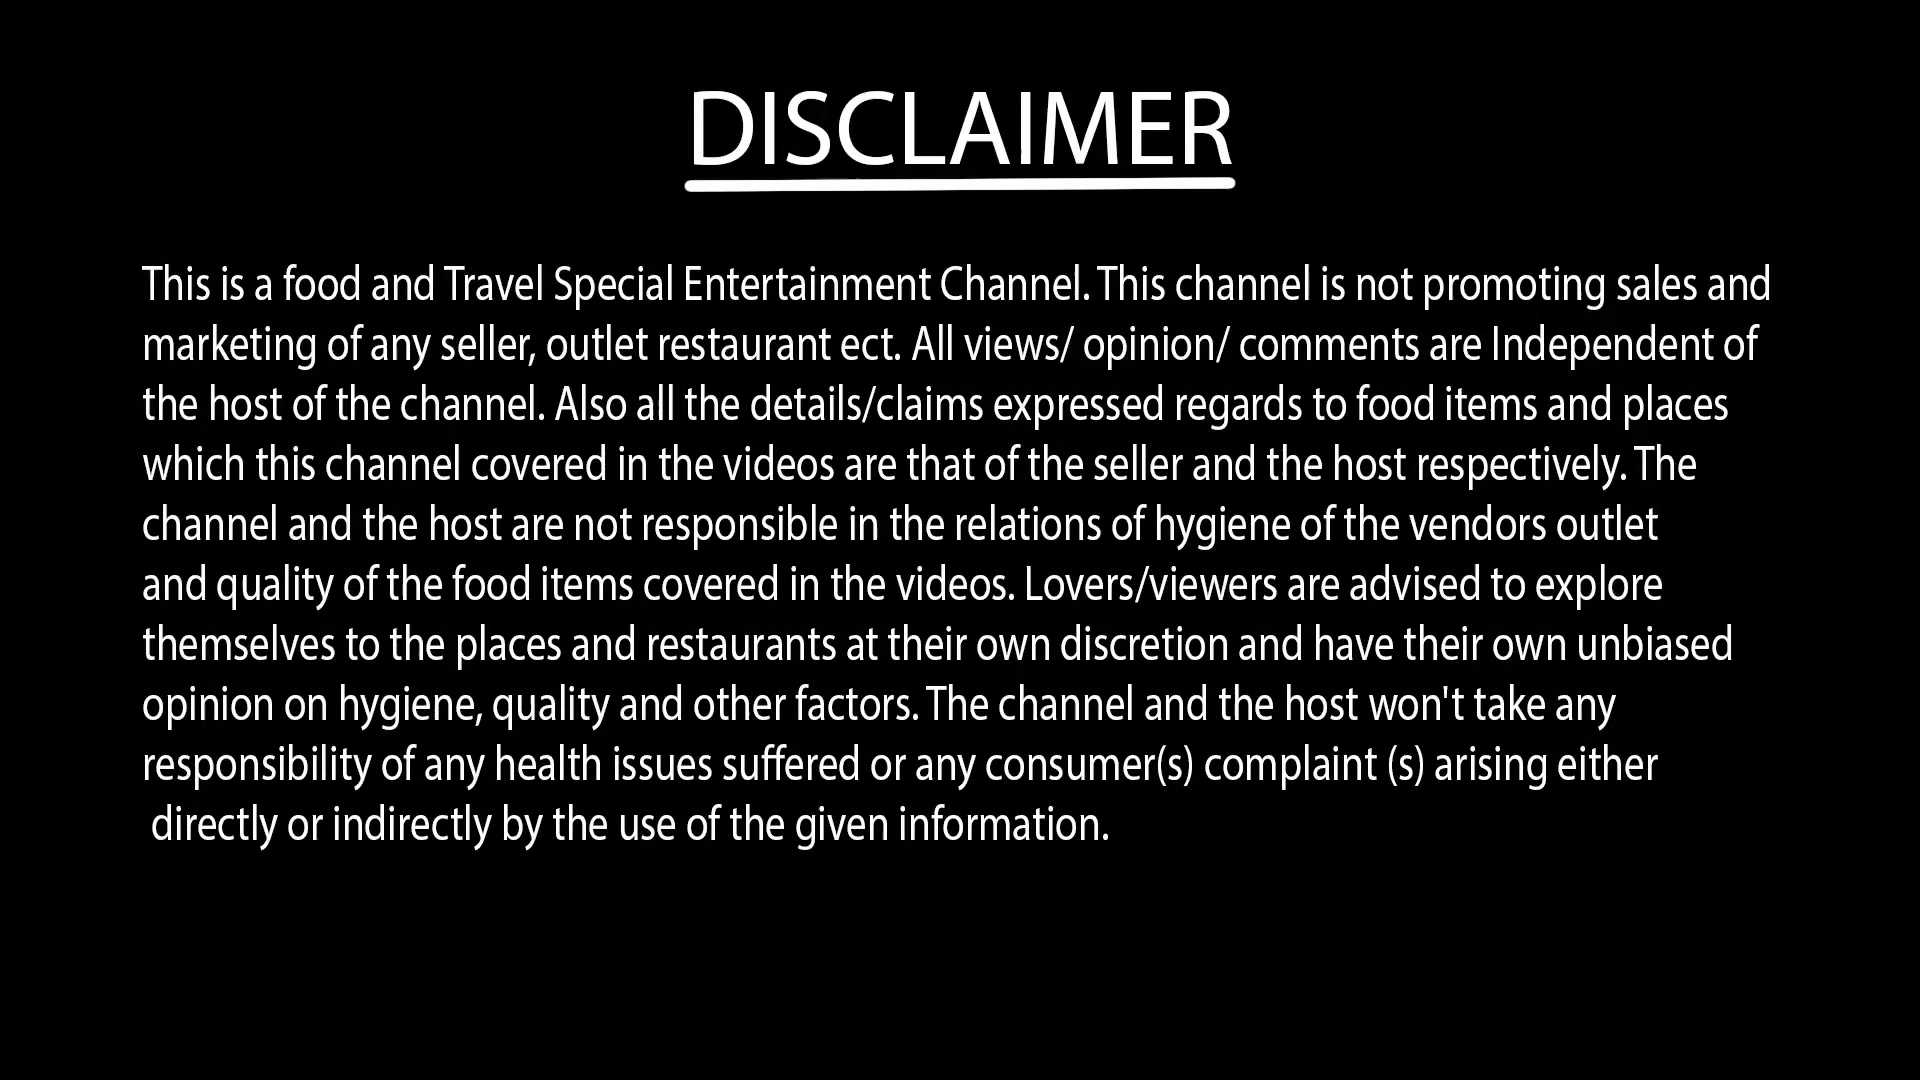 DISCLAIMER
This is a food and Travel Special Entertainment Channel. This channel is not promoting sales and
marketing of any seller, outlet restaurant ect. All views/ opinion/ comments are Independent of
the host of the channel. Also all the details/claims expressed regards to food items and places
which this channel covered in the videos are that of the seller and the host respectively. The
channel and the host are not responsible in the relations of hygiene of the vendors outlet
and quality of the food items covered in the videos. Lovers/viewers are advised to explore
themselves to the places and restaurants at their own discretion and have their own unbiased
opinion on hygiene, quality and other factors. The channel and the host won't take any
responsibility of any health issues suffered or any consumer(s) complaint (s) arising either
directly or indirectly by the use of the given information.